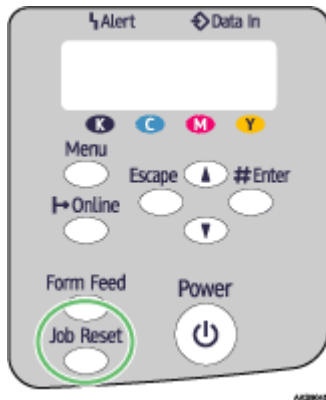 Alert Data In
K C M Y
Menu
Escape #Enter
Online
Form Feed Power
Job Reset